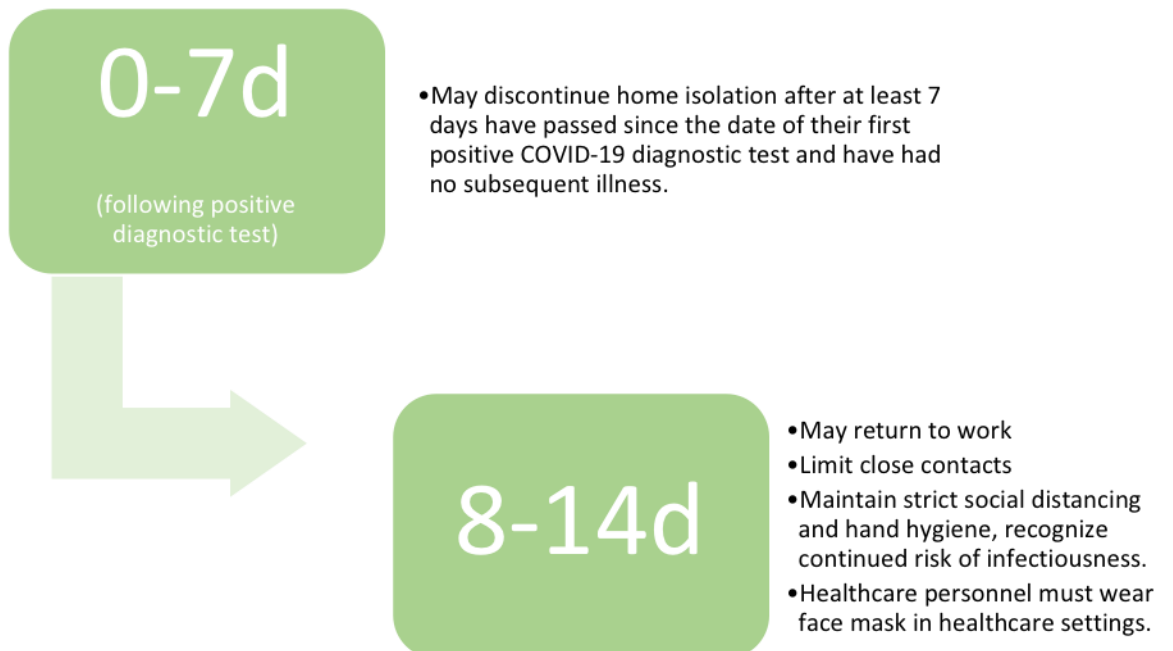 0-7d
(following positive
diagnostic test)
•May discontinue home isolation after at least 7
days have passed since the date of their first
positive COVID-19 diagnostic test and have had
no subsequent illness.
8-14d
•May return to work
•Limit close contacts
•Maintain strict social distancing
and hand hygiene, recognize
continued risk of infectiousness.
•Healthcare personnel must wear
face mask in healthcare settings.